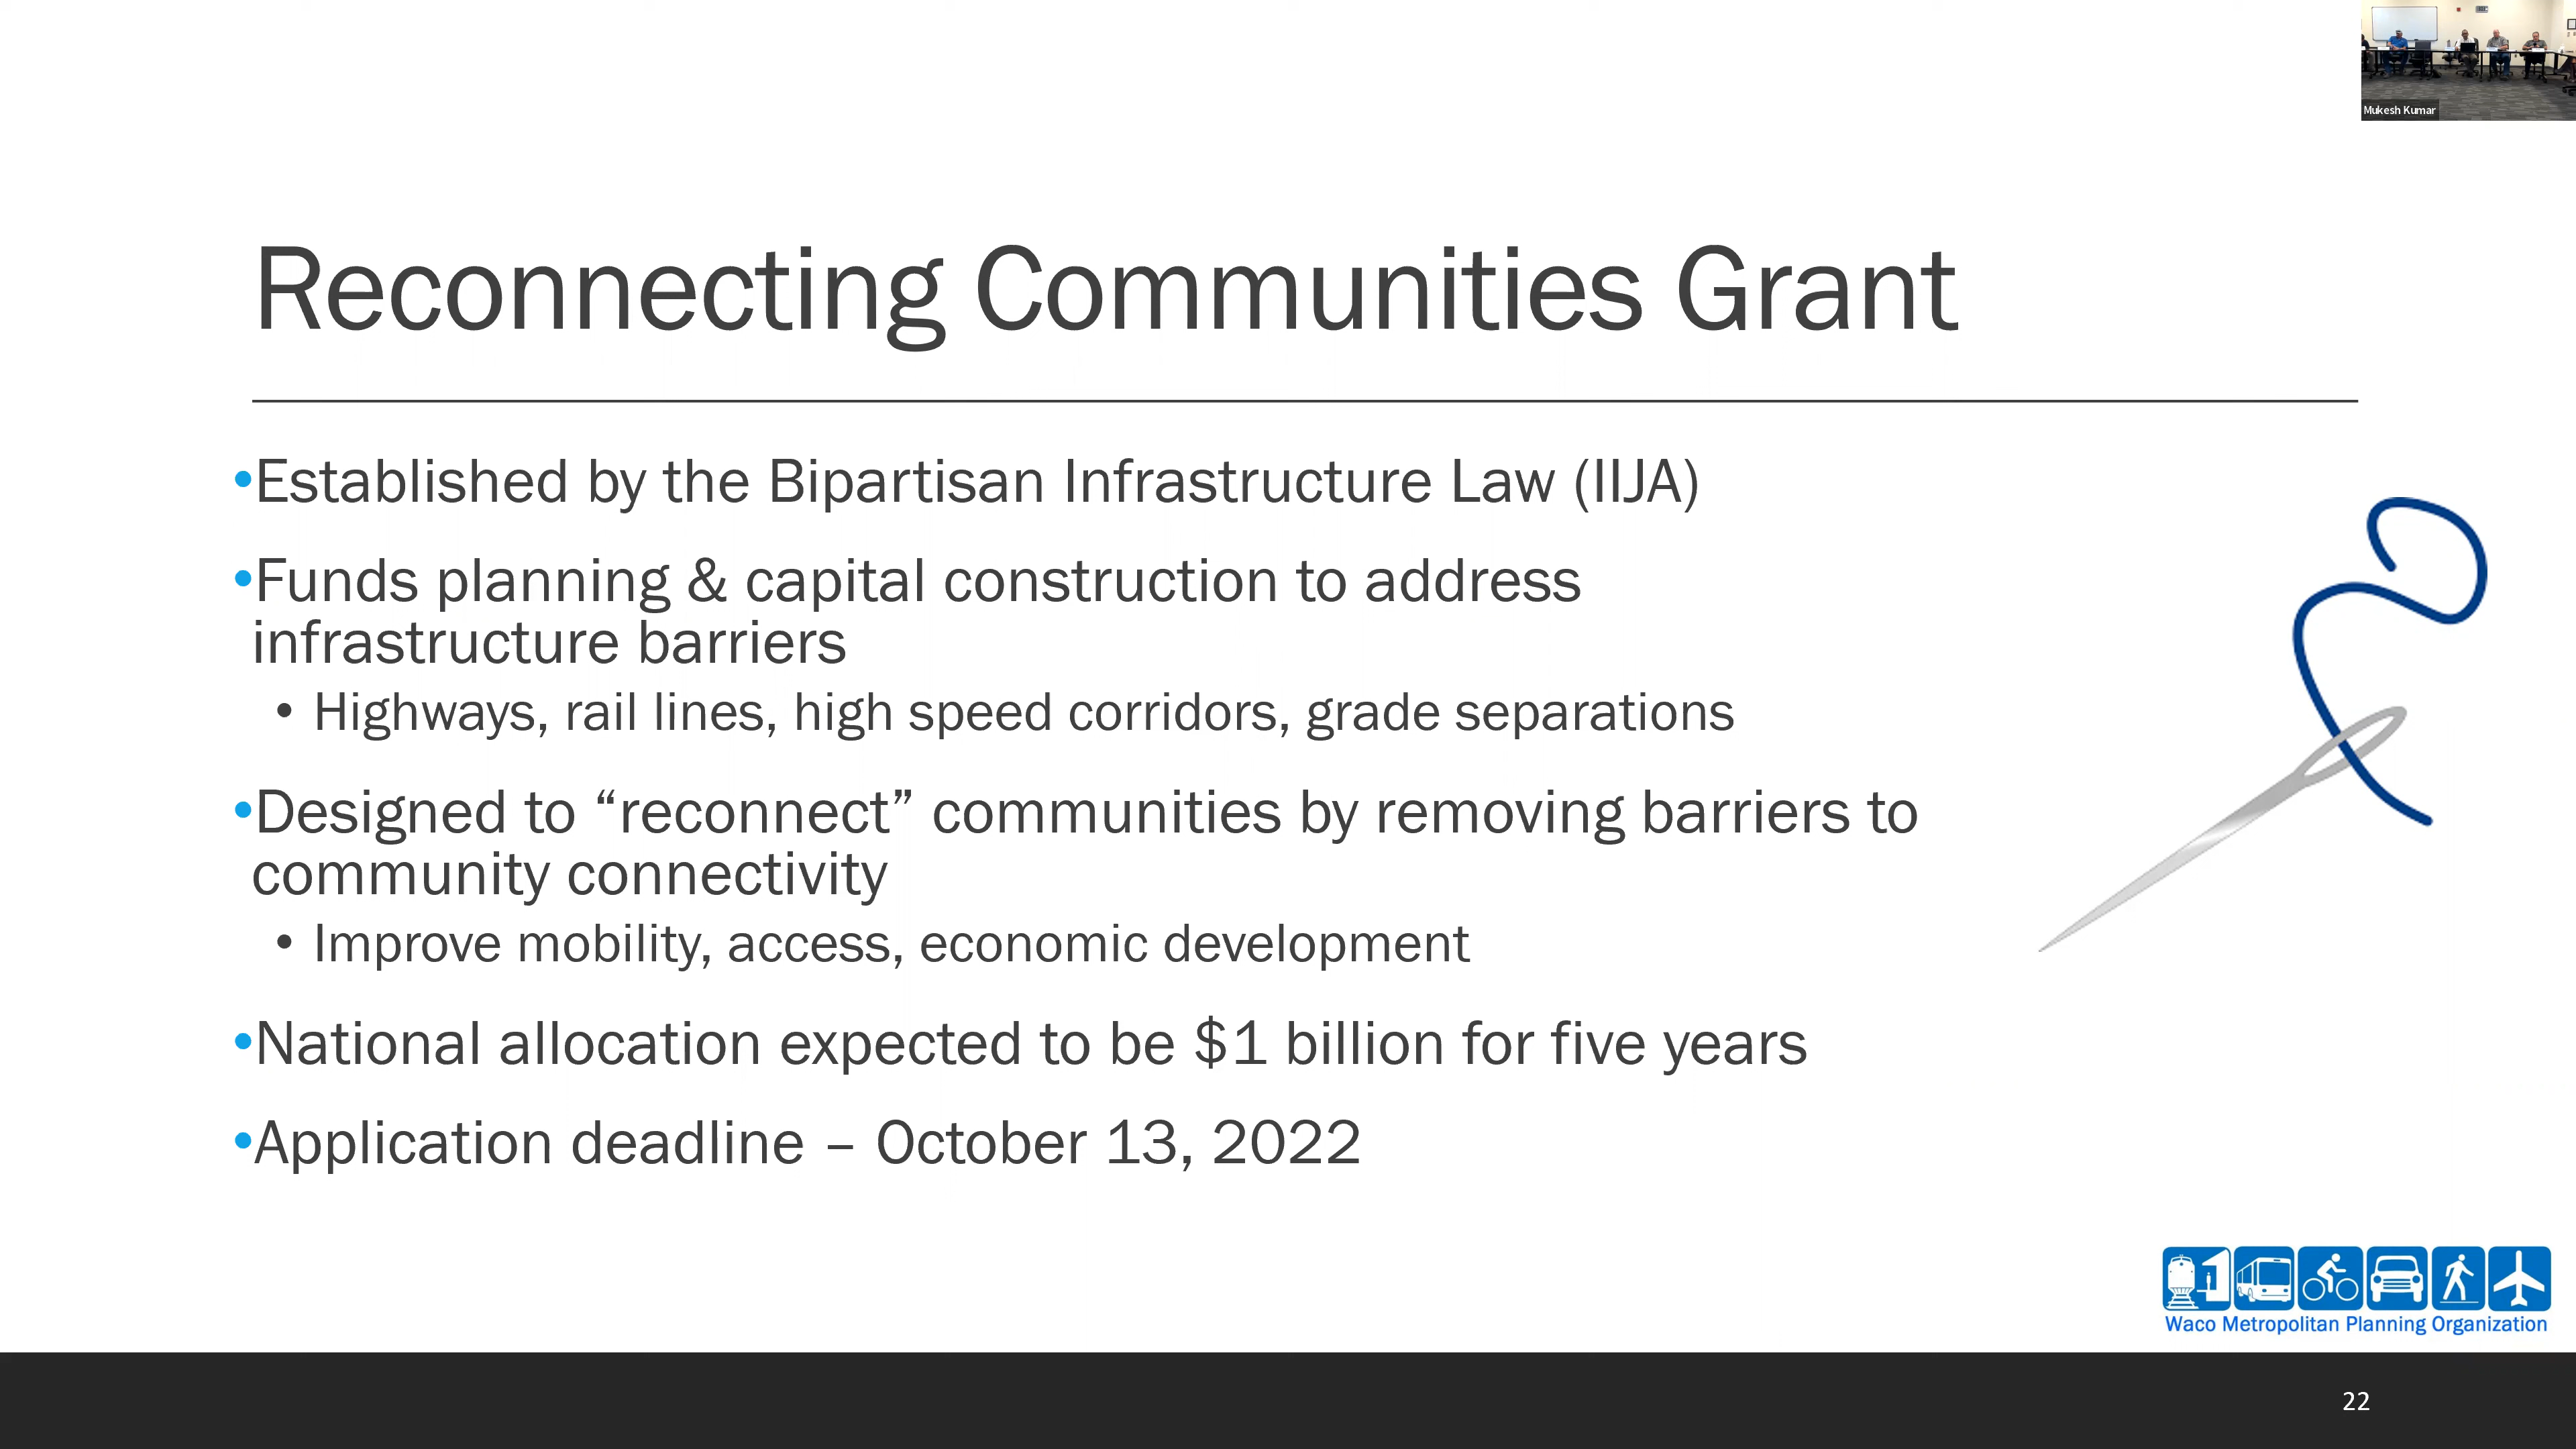 Mukesh Kumar
Reconnecting Communities Grant
•Established by the Bipartisan Infrastructure Law (IIJA)
•Funds planning & capital construction to address
infrastructure barriers
• Highways, rail lines, high speed corridors, grade separations
•Designed to “reconnect” communities by removing barriers to
community connectivity
• Improve mobility, access, economic development
•National allocation expected to be $1 billion for five years
•Application deadline – October 13, 2022
Waco Metropolitan Planning Organization
22